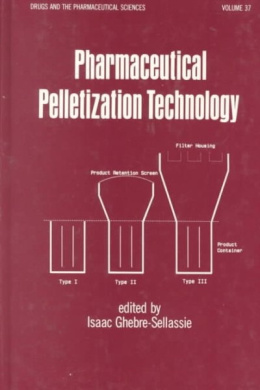 DRUGS AND THE PHARMACEUTICAL SCIENCES VOLUME 37
Pharmaceutical
Pelletization Technology
Filter Housing
Product Retention Screen
Product
Container
Type I Type II Type III
edited by
Isaac Ghebre-Sellassie